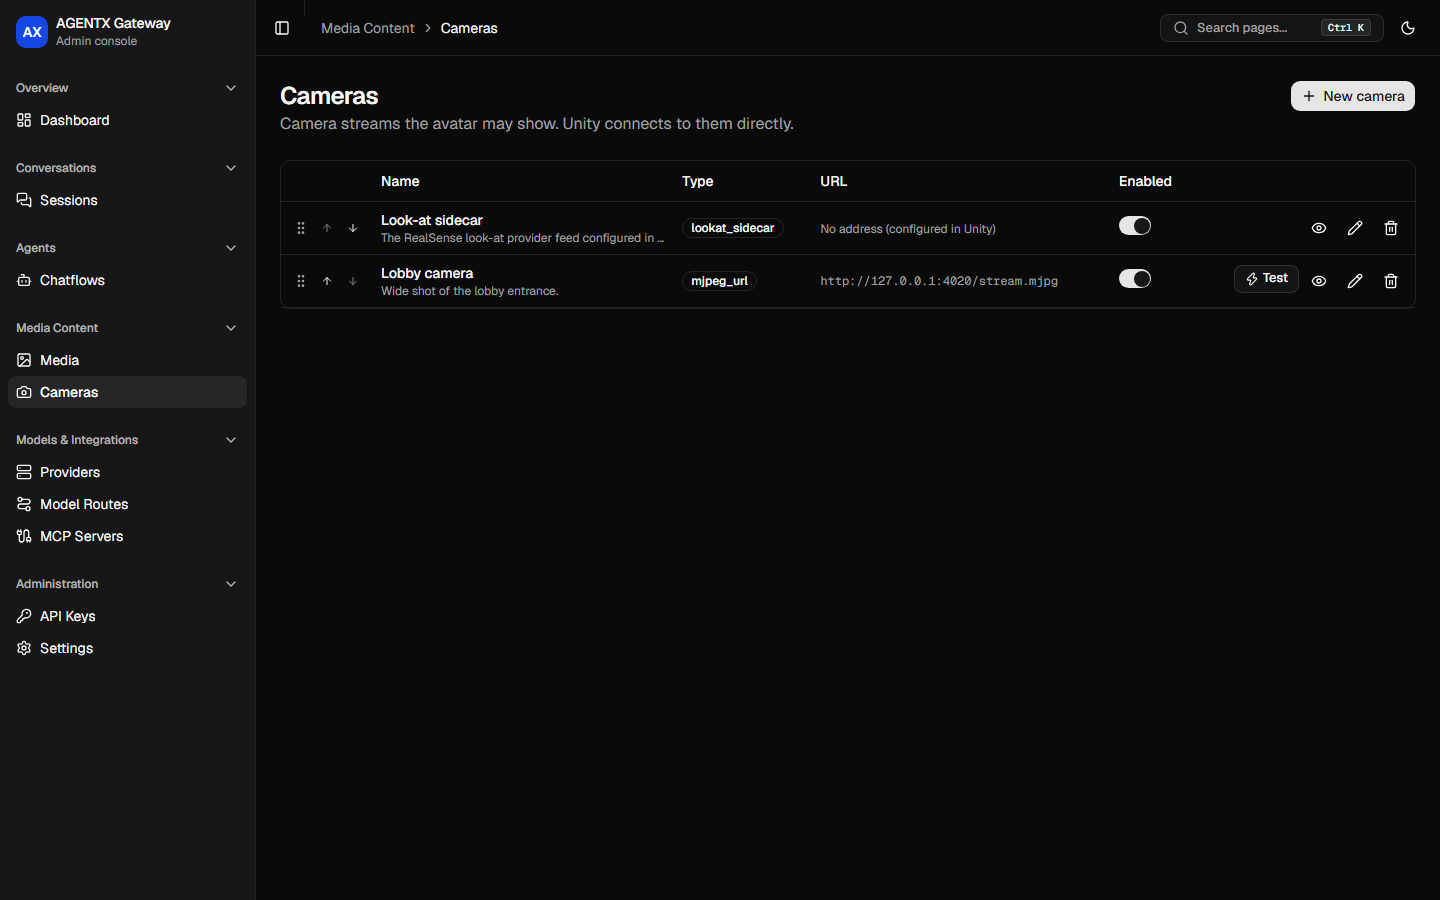 AX
AGENTX Gateway
Admin console
Overview
Dashboard
Conversations
Sessions
Agents
Chatflows
Media Content
Media
Cameras
Models & Integrations
Providers
Model Routes
MCP Servers
Administration
API Keys
Settings
Media Content > Cameras
Search pages... Ctrl K
Cameras
Camera streams the avatar may show. Unity connects to them directly.
New camera
Name Type URL Enabled
Look-at sidecar
The RealSense look-at provider feed configured in ...
lookat_sidecar
No address (configured in Unity)
Lobby camera
Wide shot of the lobby entrance.
mjpeg_url
http://127.0.0.1:4020/stream.mjpg
Test